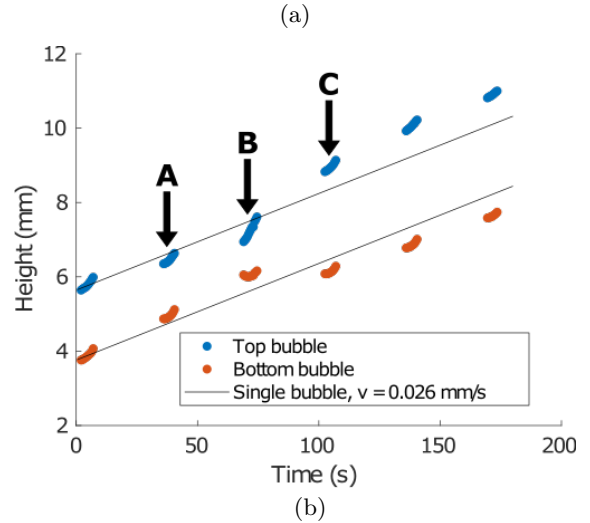 (a)
12
10
8
6
4
2
Height (mm)
A
B
C
Top bubble
Bottom bubble
Single bubble, v = 0.026 mm/s
0
50
100
150
200
Time (s)
(b)